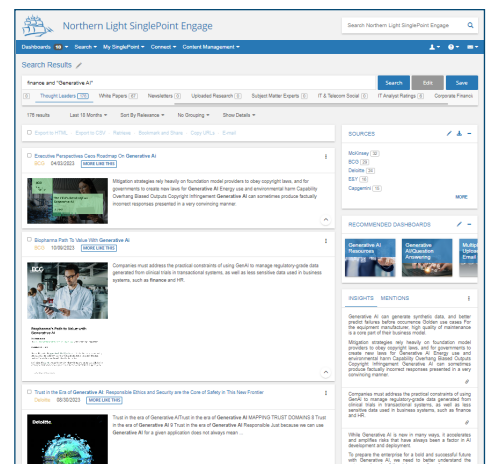 Northern Light SinglePoint Engage
Search Northern Light SinglePoint Engage
Dashboards 10 Search My SinglePoint Connect Content Management
Search Results
finance and "Generative AI"
Search Edit Save
Thought Leaders White Papers Newsletters Uploaded Research Subject Matter Experts IT & Telecom Social IT Analyst Ratings Corporate Financi
Last 18 Months Sort By Relevance No Grouping Show Details
Export to HTML Export to CSV Retrieve Bookmark and Share Copy URLs E-mail
Executive Perspectives Ceos Roadmap On Generative AI
BCG 04/03/2023 MORE LIKE THIS
Mitigation strategies rely heavily on foundation model providers to obey copyright laws, and for
governments to create new laws for Generative AI Energy use and environmental harm Capability
Overhang Biased Outputs Copyright Infringement Generative AI can sometimes produce factually
incorrect responses presented in a very convincing manner.
Biopharma Path To Value With Generative AI
BCG 10/09/2023 MORE LIKE THIS
Companies must address the practical constraints of using GenAI to manage regulatory-grade data
generated from clinical trials in transactional systems, as well as less sensitive data used in business
systems, such as finance and HR.
BCG
Biopharma's Path to Value with
Generative AI
Trust in the Era of Generative AI: Responsible Ethics and Security are the Core of Safety in This New Frontier
Deloitte 08/30/2023 MORE LIKE THIS
Trust in the era of Generative AITrust in the era of Generative AI MAPPING TRUST DOMAINS 8 Trust
in the era of Generative AI 9 Trust in the era of Generative AI Responsible Just because we can use
Generative AI for a given application does not always mean ...
Deloitte.
SOURCES
McKinsey
BCG
Deloitte
E&Y
Capgemini
MORE
RECOMMENDED DASHBOARDS
Generative AI
Resources
Generative
AI/Question
Answering
Multipl
Uploa
Email
INSIGHTS MENTIONS
Generative AI can generate synthetic data, and better
predict failures before occurrence Golden use cases For
the equipment manufacturer, high quality of maintenance
is a core part of their business model.
Mitigation strategies rely heavily on foundation model
providers to obey copyright laws, and for governments to
create new laws for Generative AI Energy use and
environmental harm Capability Overhang Biased Outputs
Copyright Infringement Generative AI can sometimes
produce factually incorrect responses presented in a very
convincing manner.
Companies must address the practical constraints of using
GenAI to manage regulatory-grade data generated from
clinical trials in transactional systems, as well as less
sensitive data used in business systems, such as finance
and HR.
While Generative AI is new in many ways, it accelerates
and amplifies risks that have always been a factor in AI
development and deployment.
To prepare the enterprise for a bold and successful future
with Generative AI, we need to better understand the